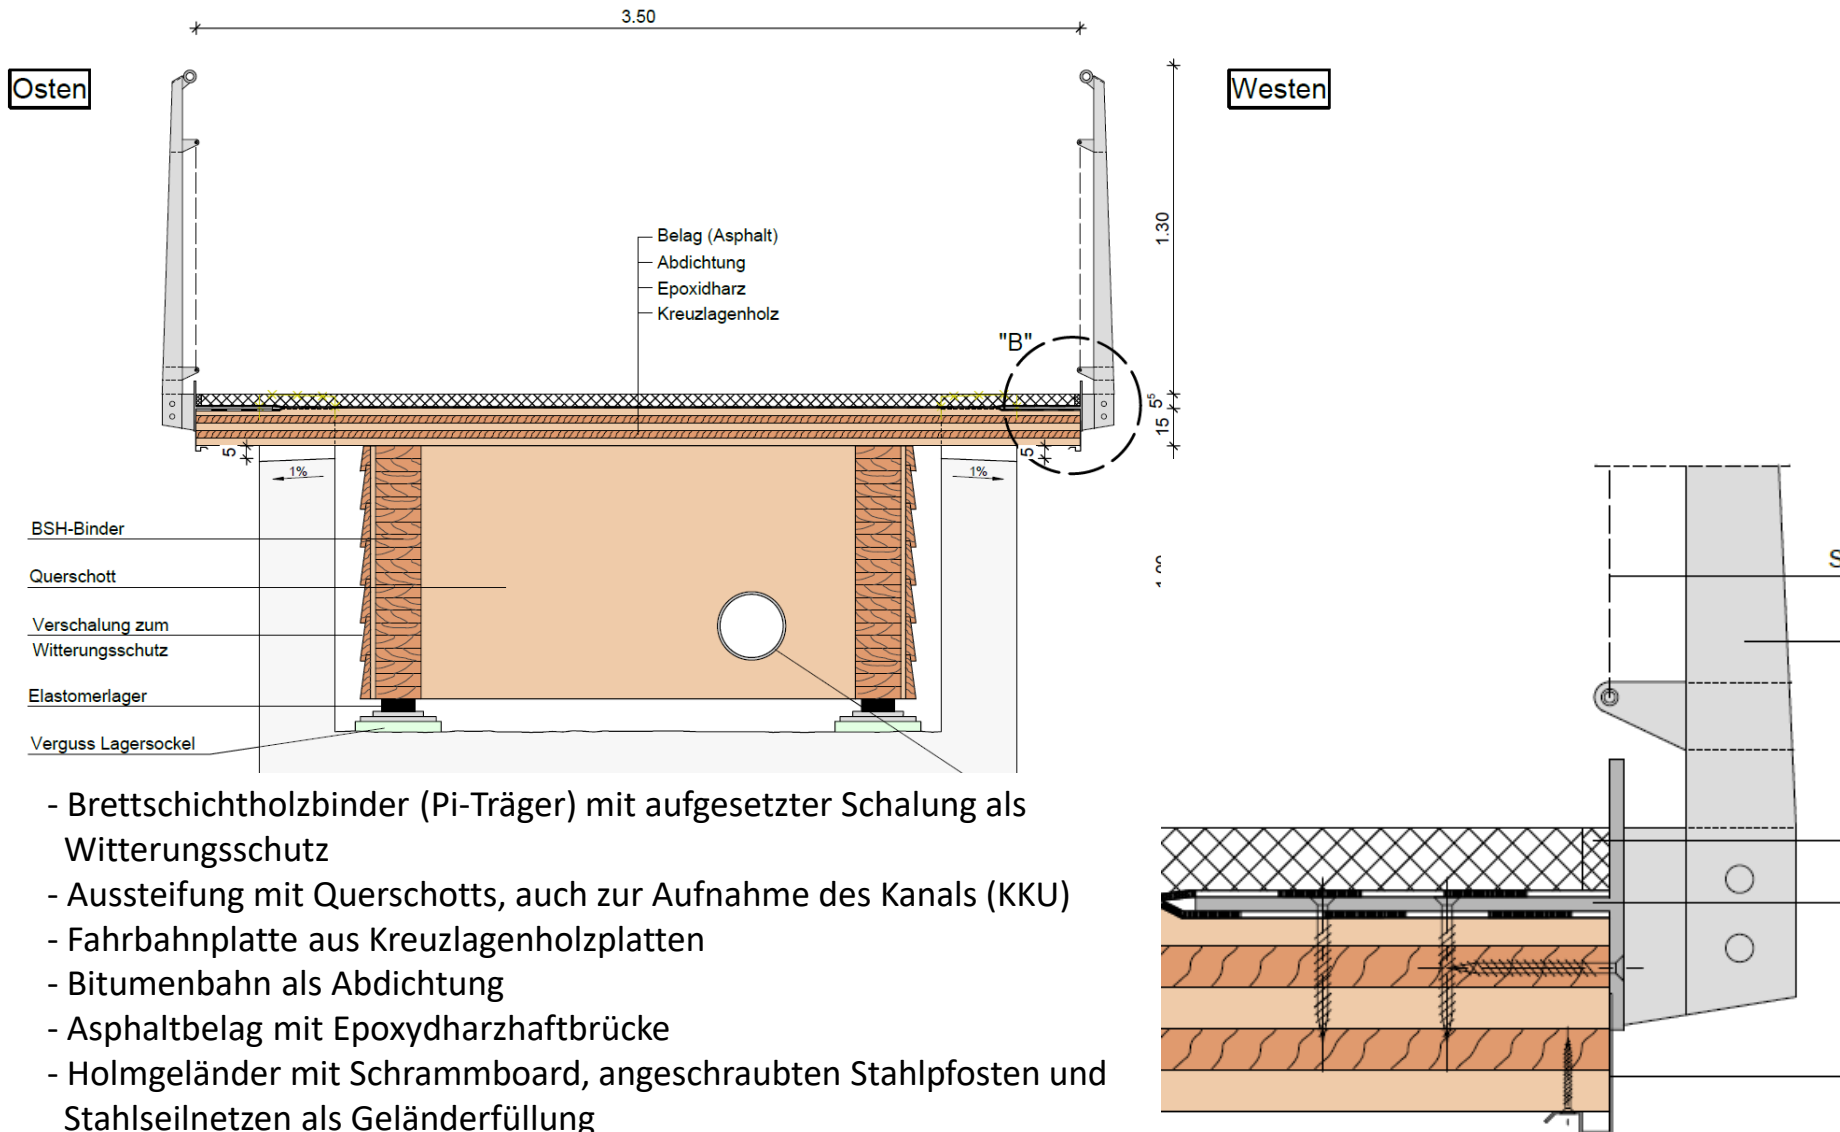 3.50
Osten
Westen
1.30
Belag (Asphalt)
Abdichtung
Epoxidharz
Kreuzlagenholz
"B"
5⁵
15
5
5
1%
1%
BSH-Binder
Querschott
Verschalung zum
Witterungsschutz
Elastomerlager
Verguss Lagersockel
S
- Brettschichtholzbinder (Pi-Träger) mit aufgesetzter Schalung als
Witterungsschutz
- Aussteifung mit Querschotts, auch zur Aufnahme des Kanals (KKU)
- Fahrbahnplatte aus Kreuzlagenholzplatten
- Bitumenbahn als Abdichtung
- Asphaltbelag mit Epoxydharzhaftbrücke
- Holmgeländer mit Schrammboard, angeschraubten Stahlpfosten und
Stahlseilnetzen als Geländerfüllung